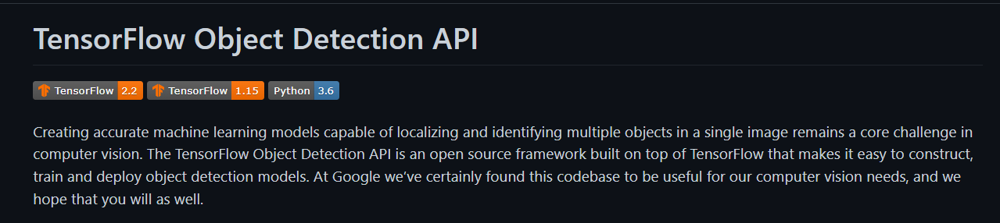 TensorFlow Object Detection API
TensorFlow 2.2 TensorFlow 1.15 Python 3.6
Creating accurate machine learning models capable of localizing and identifying multiple objects in a single image remains a core challenge in
computer vision. The TensorFlow Object Detection API is an open source framework built on top of TensorFlow that makes it easy to construct,
train and deploy object detection models. At Google we’ve certainly found this codebase to be useful for our computer vision needs, and we
hope that you will as well.